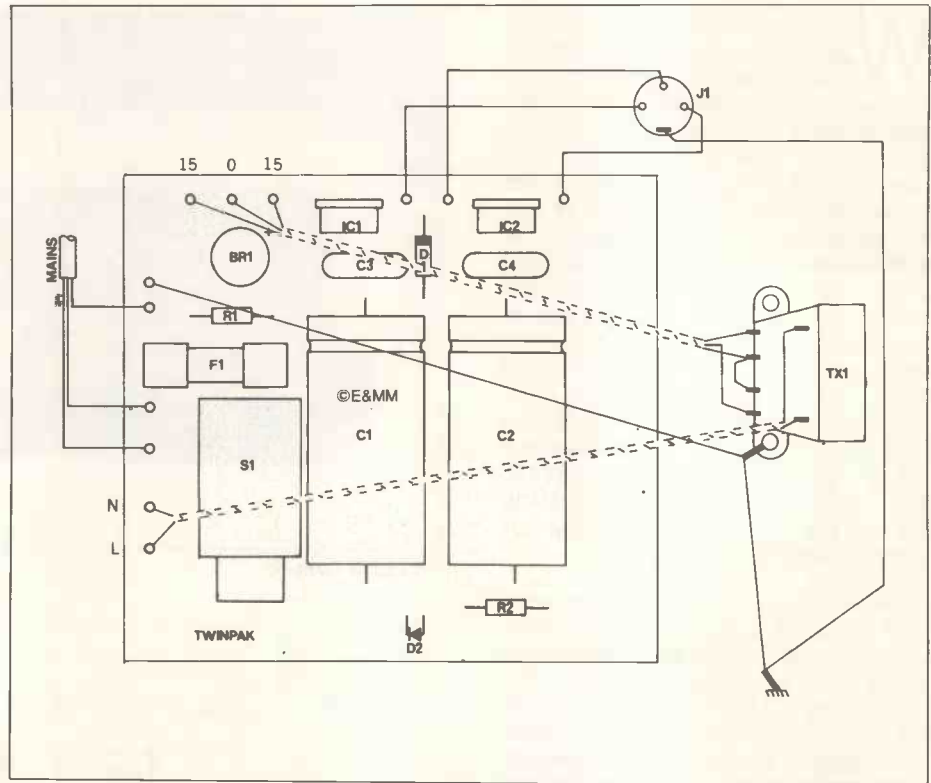 J1
15 0 15
IC1
IC2
MAINS
BR1
C3
D
C4
R1
F1
TX1
©E&MM
C1
C2
S1
N
L
R2
TWINPAK
D2